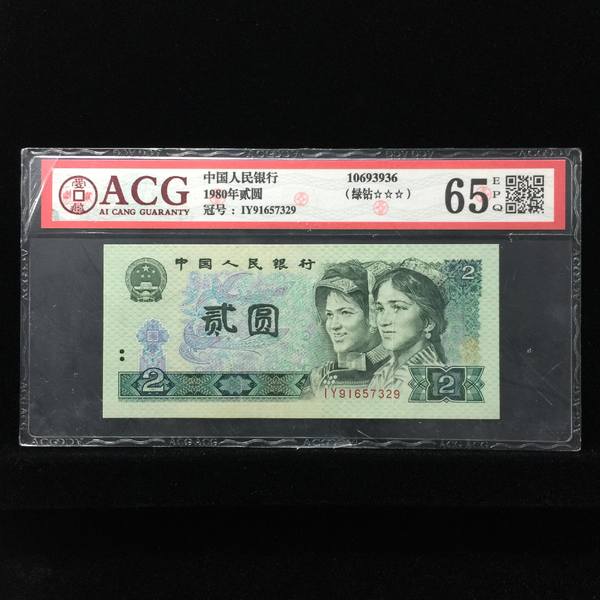 ACG
AI CANG GUARANTY
中国人民银行
1980年贰圆
冠号：IY91657329
10693936
（绿钻☆☆☆）
65
EPQ
中国人民银行
贰圆
2
2
2
IY91657329